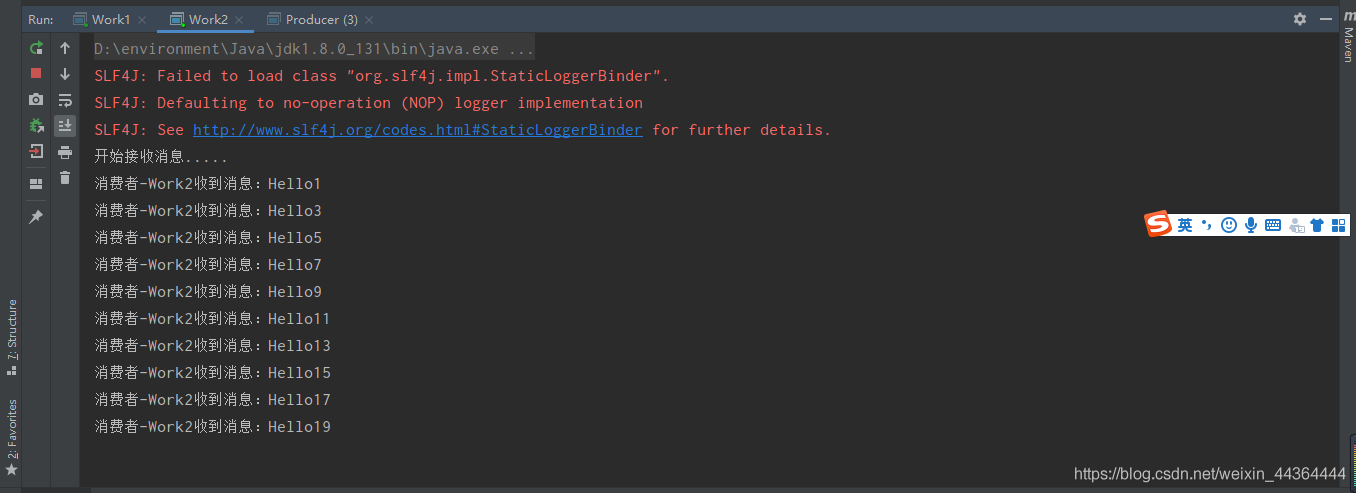 Run: Work1 Work2 Producer (3)
D:\environment\Java\jdk1.8.0_131\bin\java.exe ...
SLF4J: Failed to load class "org.slf4j.impl.StaticLoggerBinder".
SLF4J: Defaulting to no-operation (NOP) logger implementation
SLF4J: See http://www.slf4j.org/codes.html#StaticLoggerBinder for further details.
开始接收消息.....
消费者-Work2收到消息：Hello1
消费者-Work2收到消息：Hello3
消费者-Work2收到消息：Hello5
消费者-Work2收到消息：Hello7
消费者-Work2收到消息：Hello9
消费者-Work2收到消息：Hello11
消费者-Work2收到消息：Hello13
消费者-Work2收到消息：Hello15
消费者-Work2收到消息：Hello17
消费者-Work2收到消息：Hello19
7: Structure
2: Favorites
m
Maven
S 英
https://blog.csdn.net/weixin_44364444